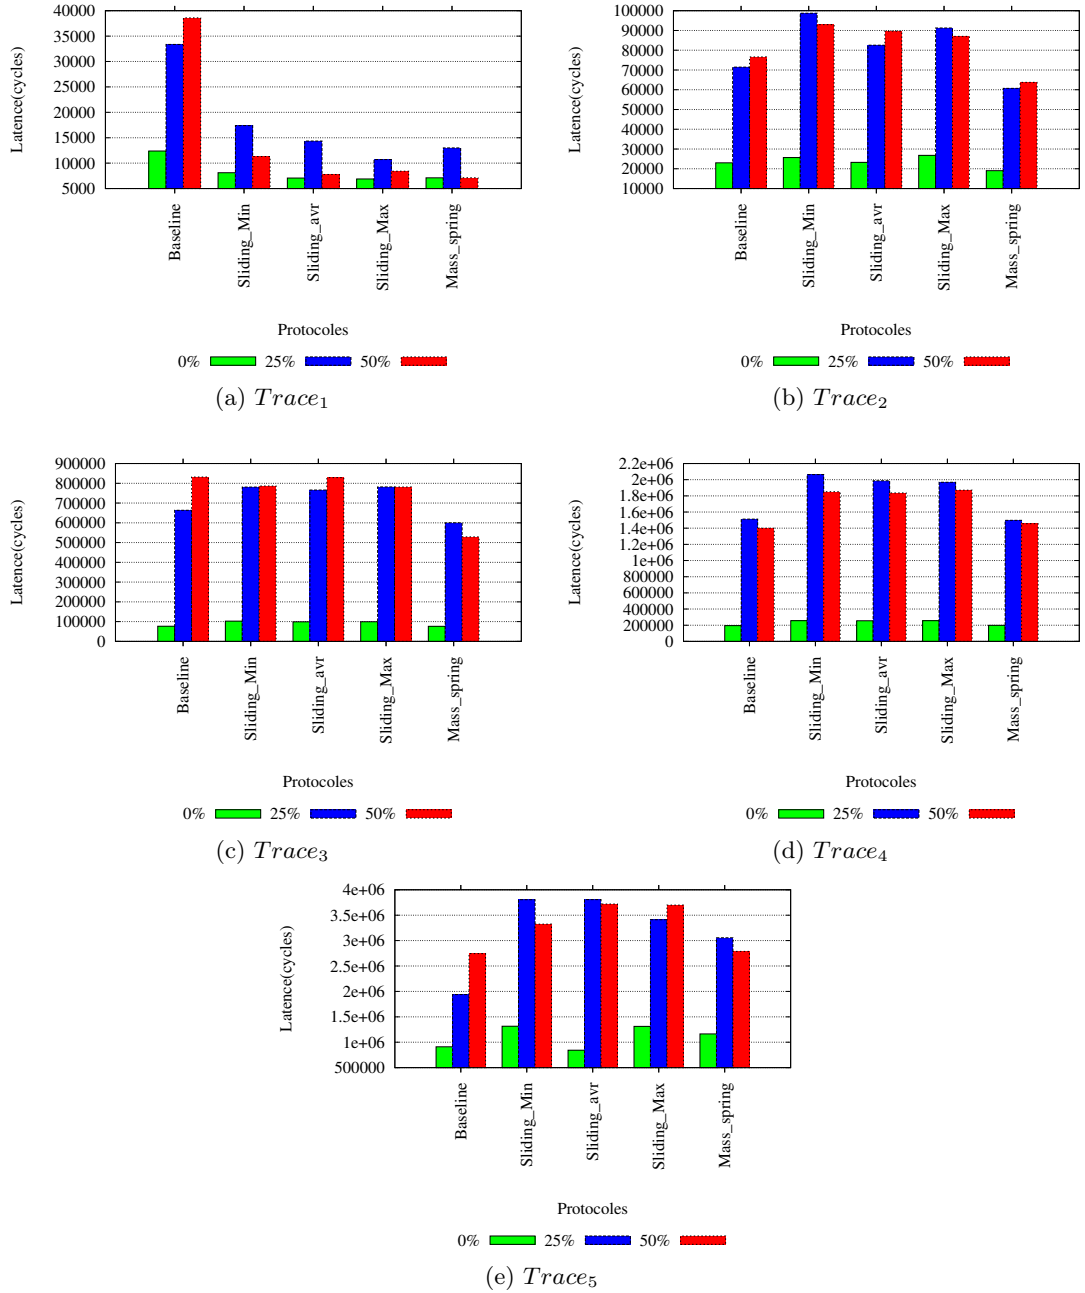 40000
35000
30000
25000
20000
15000
10000
5000
Latence(cycles)
Baseline
Sliding_Min
Sliding_avr
Sliding_Max
Mass_spring
Protocoles
0% 25% 50%
(a) Trace₁
100000
90000
80000
70000
60000
50000
40000
30000
20000
10000
Latence(cycles)
Baseline
Sliding_Min
Sliding_avr
Sliding_Max
Mass_spring
Protocoles
0% 25% 50%
(b) Trace₂
900000
800000
700000
600000
500000
400000
300000
200000
100000
0
Latence(cycles)
Baseline
Sliding_Min
Sliding_avr
Sliding_Max
Mass_spring
Protocoles
0% 25% 50%
(c) Trace₃
2.2e+06
2e+06
1.8e+06
1.6e+06
1.4e+06
1.2e+06
1e+06
800000
600000
400000
200000
0
Latence(cycles)
Baseline
Sliding_Min
Sliding_avr
Sliding_Max
Mass_spring
Protocoles
0% 25% 50%
(d) Trace₄
4e+06
3.5e+06
3e+06
2.5e+06
2e+06
1.5e+06
1e+06
500000
Latence(cycles)
Baseline
Sliding_Min
Sliding_avr
Sliding_Max
Mass_spring
Protocoles
0% 25% 50%
(e) Trace₅